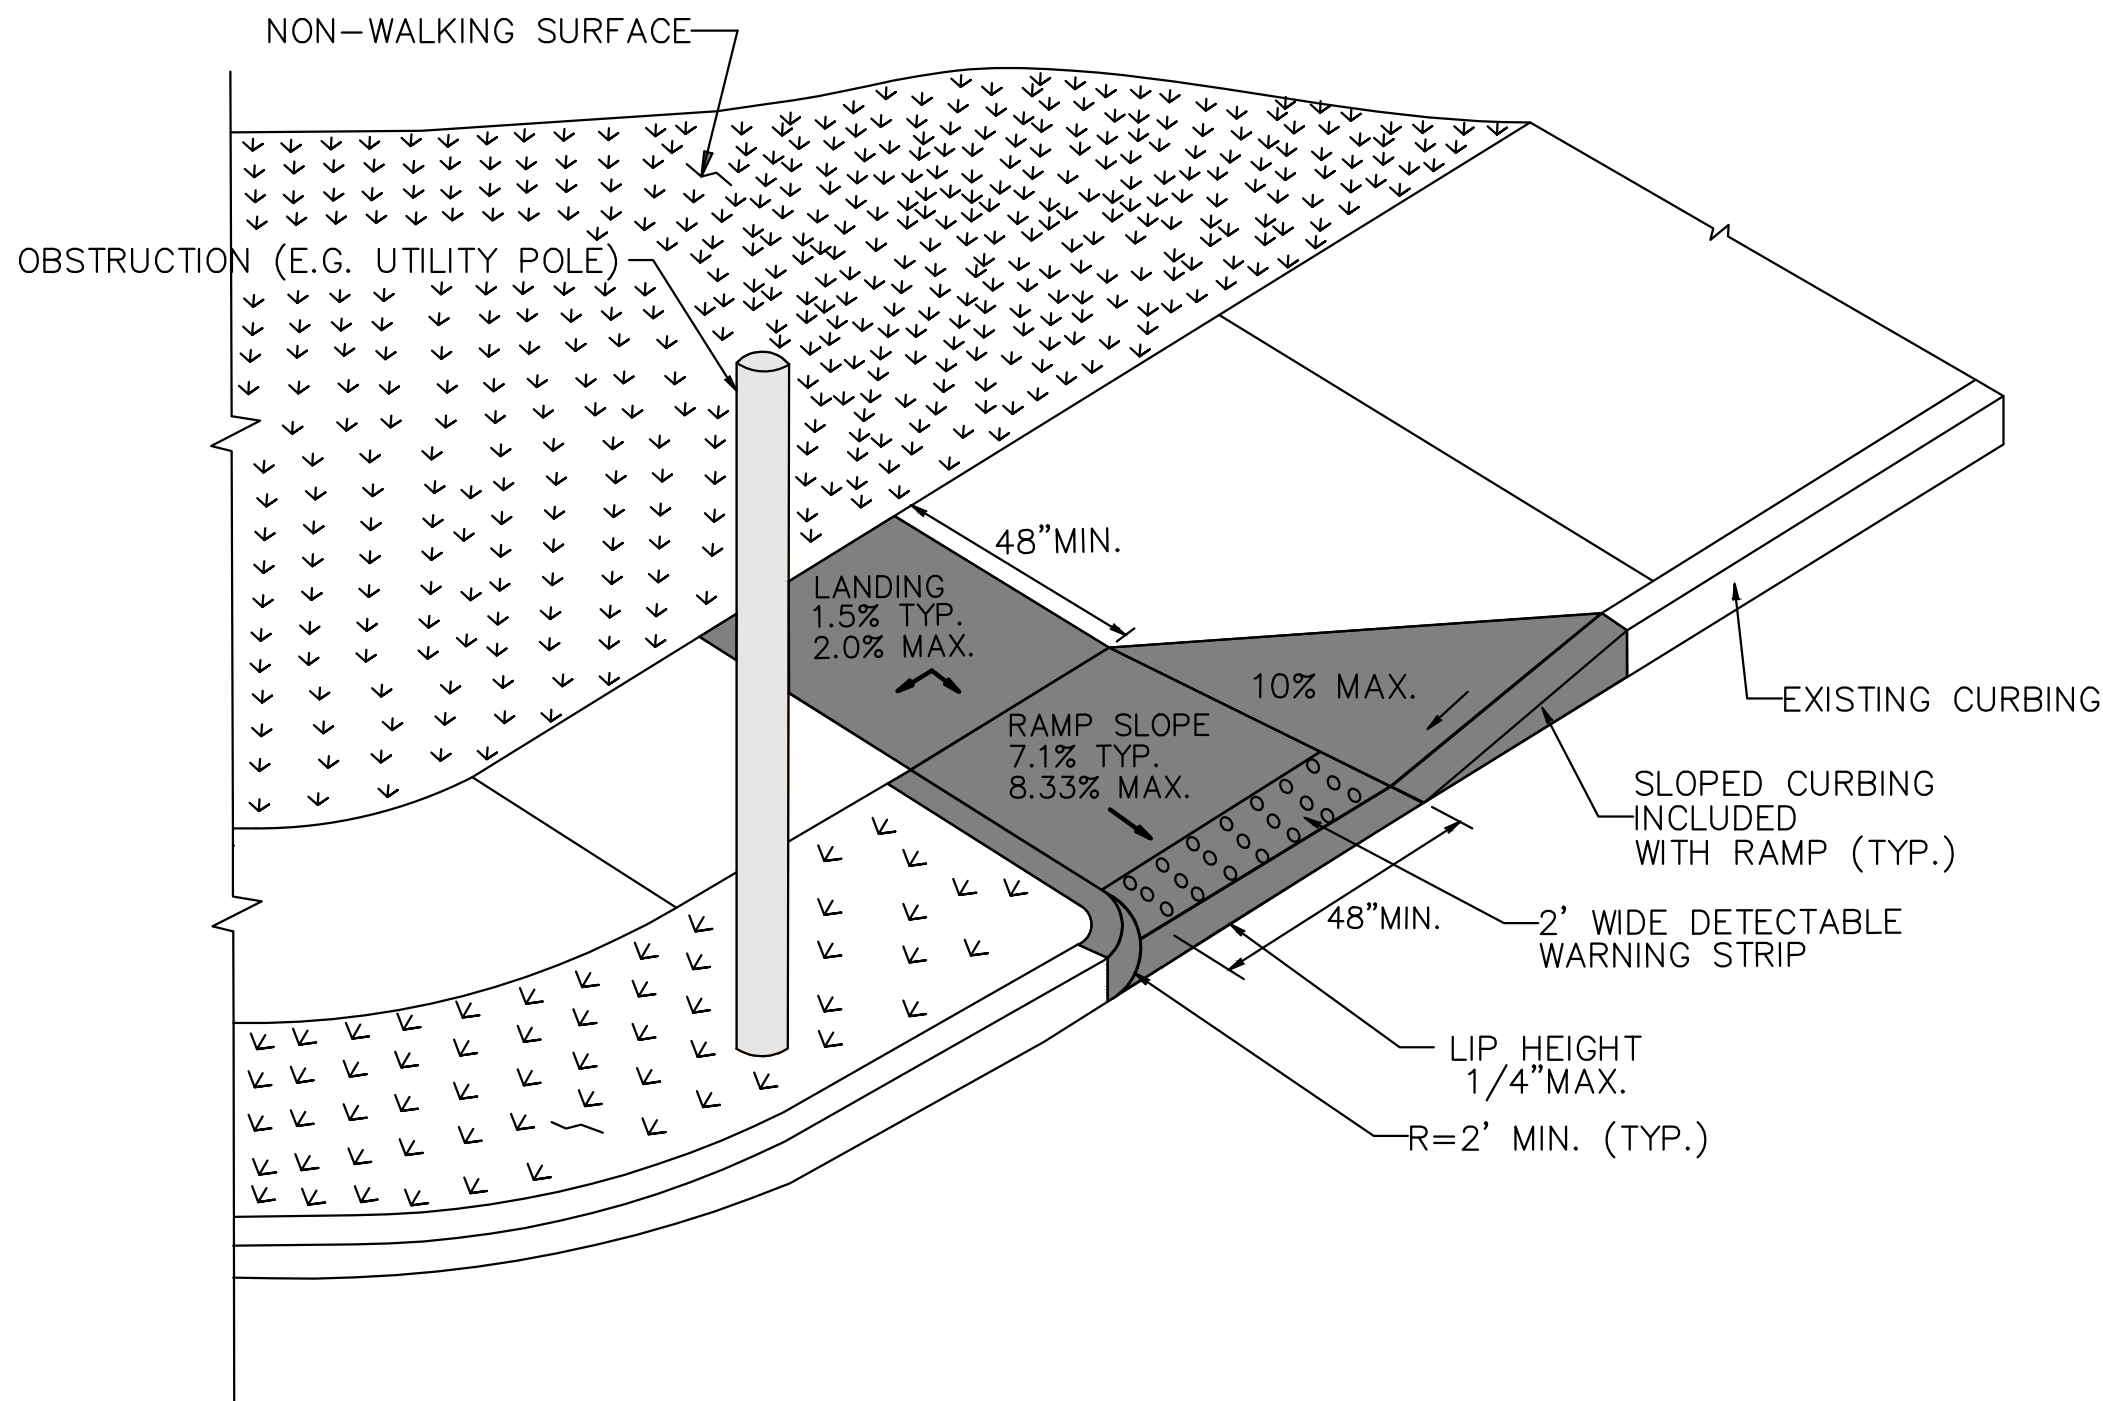 NON-WALKING SURFACE
OBSTRUCTION (E.G. UTILITY POLE)
48"MIN.
LANDING
1.5% TYP.
2.0% MAX.
10% MAX.
EXISTING CURBING
RAMP SLOPE
7.1% TYP.
8.33% MAX.
SLOPED CURBING
INCLUDED
WITH RAMP (TYP.)
48"MIN.
2' WIDE DETECTABLE
WARNING STRIP
LIP HEIGHT
1/4"MAX.
R=2' MIN. (TYP.)